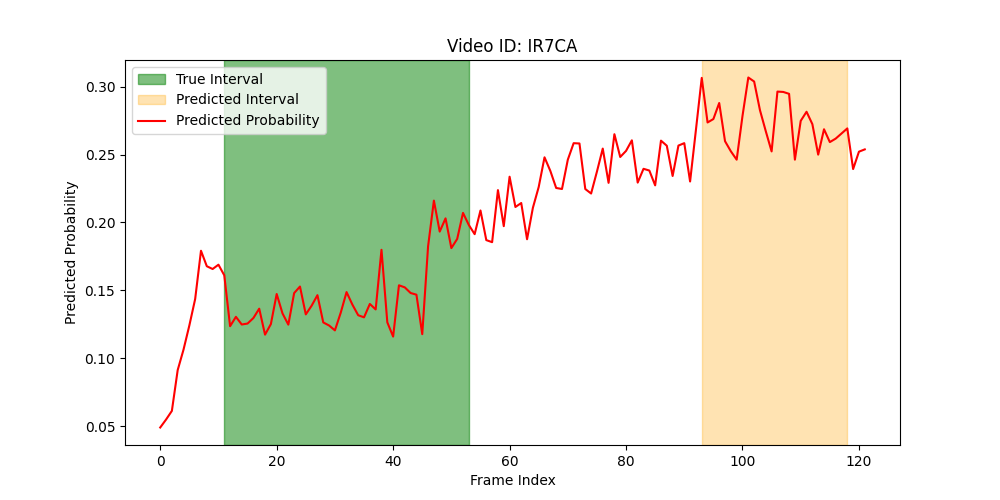 Video ID: IR7CA
True Interval
Predicted Interval
Predicted Probability
0.30
0.25
0.20
0.15
0.10
0.05
Predicted Probability
0 20 40 60 80 100 120
Frame Index